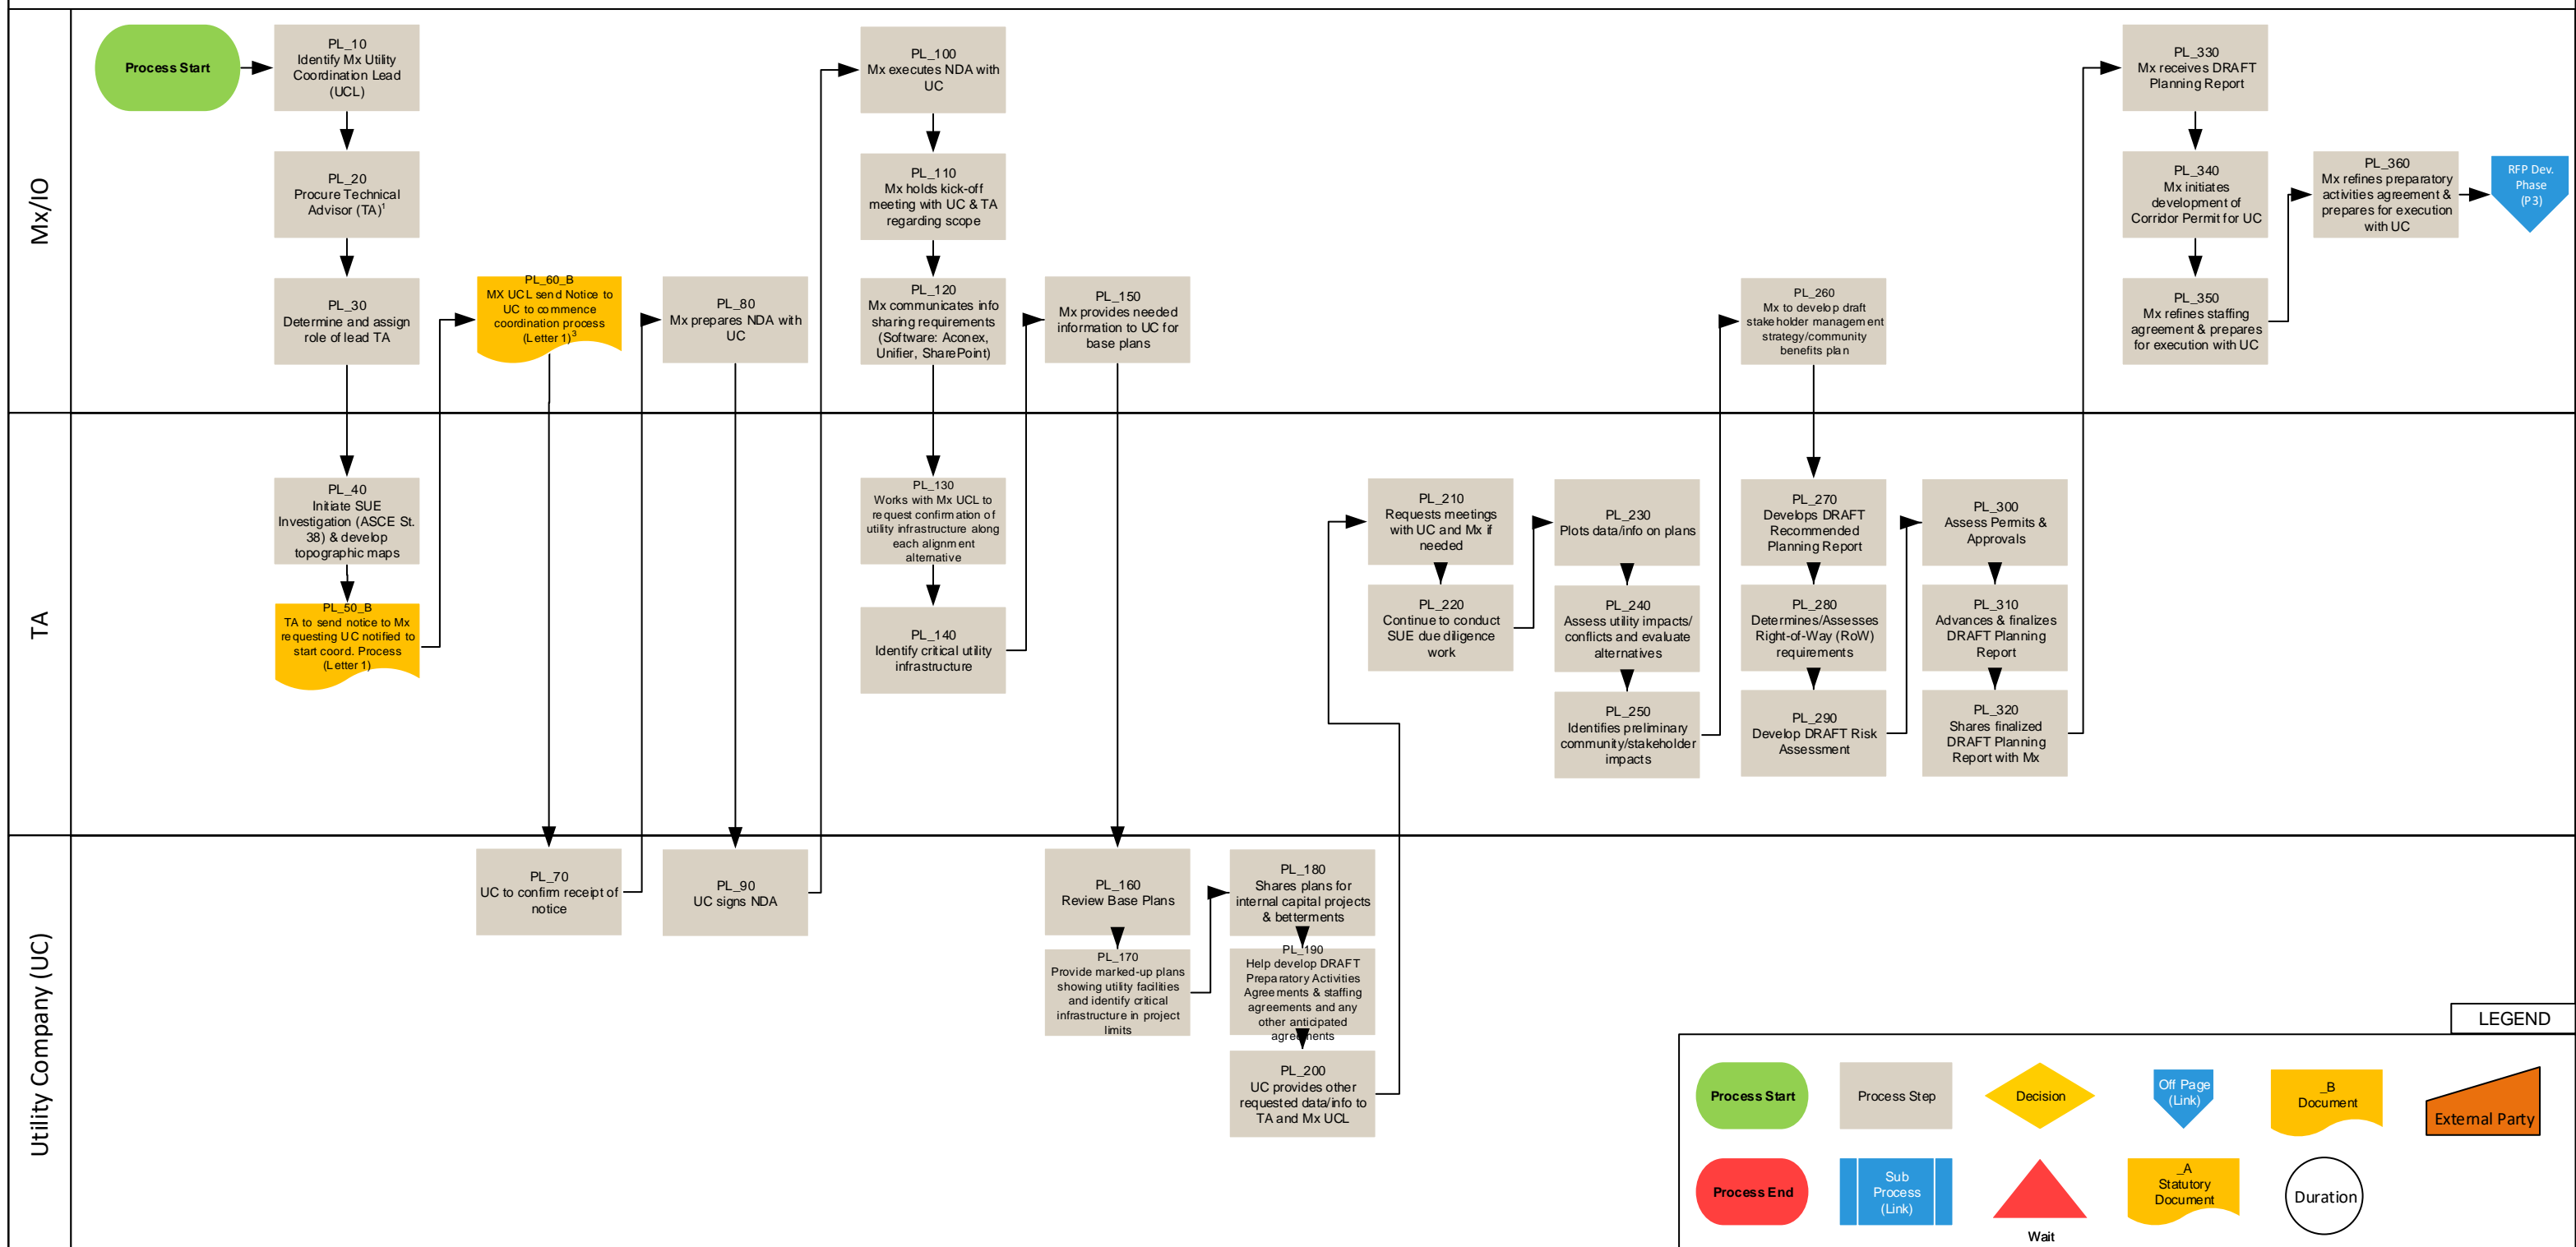 Mx/IO
Process Start
PL_10
Identify Mx Utility
Coordination Lead
(UCL)
PL_20
Procure Technical
Advisor (TA)1
PL_30
Determine and assign
role of lead TA
PL_60_B
MX UCL send Notice to
UC to commence
coordination process
(Letter 1)3
PL_80
Mx prepares NDA with
UC
PL_100
Mx executes NDA with
UC
PL_110
Mx holds kick-off
meeting with UC & TA
regarding scope
PL_120
Mx communicates info
sharing requirements
(Software: Aconex,
Unifier, SharePoint)
PL_150
Mx provides needed
information to UC for
base plans
PL_260
Mx to develop draft
stakeholder management
strategy/community
benefits plan
PL_330
Mx receives DRAFT
Planning Report
PL_340
Mx initiates
development of
Corridor Permit for UC
PL_350
Mx refines staffing
agreement & prepares
for execution with UC
PL_360
Mx refines preparatory
activities agreement &
prepares for execution
with UC
RFP Dev.
Phase
(P3)
TA
PL_40
Initiate SUE
Investigation (ASCE St.
38) & develop
topographic maps
PL_50_B
TA to send notice to Mx
requesting UC notified to
start coord. Process
(Letter 1)
PL_130
Works with Mx UCL to
request confirmation of
utility infrastructure along
each alignment
alternative
PL_140
Identify critical utility
infrastructure
PL_210
Requests meetings
with UC and Mx if
needed
PL_220
Continue to conduct
SUE due diligence
work
PL_230
Plots data/info on plans
PL_240
Assess utility impacts/
conflicts and evaluate
alternatives
PL_250
Identifies preliminary
community/stakeholder
impacts
PL_270
Develops DRAFT
Recommended
Planning Report
PL_280
Determines/Assesses
Right-of-Way (RoW)
requirements
PL_290
Develop DRAFT Risk
Assessment
PL_300
Assess Permits &
Approvals
PL_310
Advances & finalizes
DRAFT Planning
Report
PL_320
Shares finalized
DRAFT Planning
Report with Mx
Utility Company (UC)
PL_70
UC to confirm receipt of
notice
PL_90
UC signs NDA
PL_160
Review Base Plans
PL_170
Provide marked-up plans
showing utility facilities
and identify critical
infrastructure in project
limits
PL_180
Shares plans for
internal capital projects
& betterments
PL_190
Help develop DRAFT
Preparatory Activities
Agreements & staffing
agreements and any
other anticipated
agreements
PL_200
UC provides other
requested data/info to
TA and Mx UCL
LEGEND
Process Start
Process Step
Decision
Off Page
(Link)
_B
Document
External Party
Process End
Sub
Process
(Link)
Wait
_A
Statutory
Document
Duration